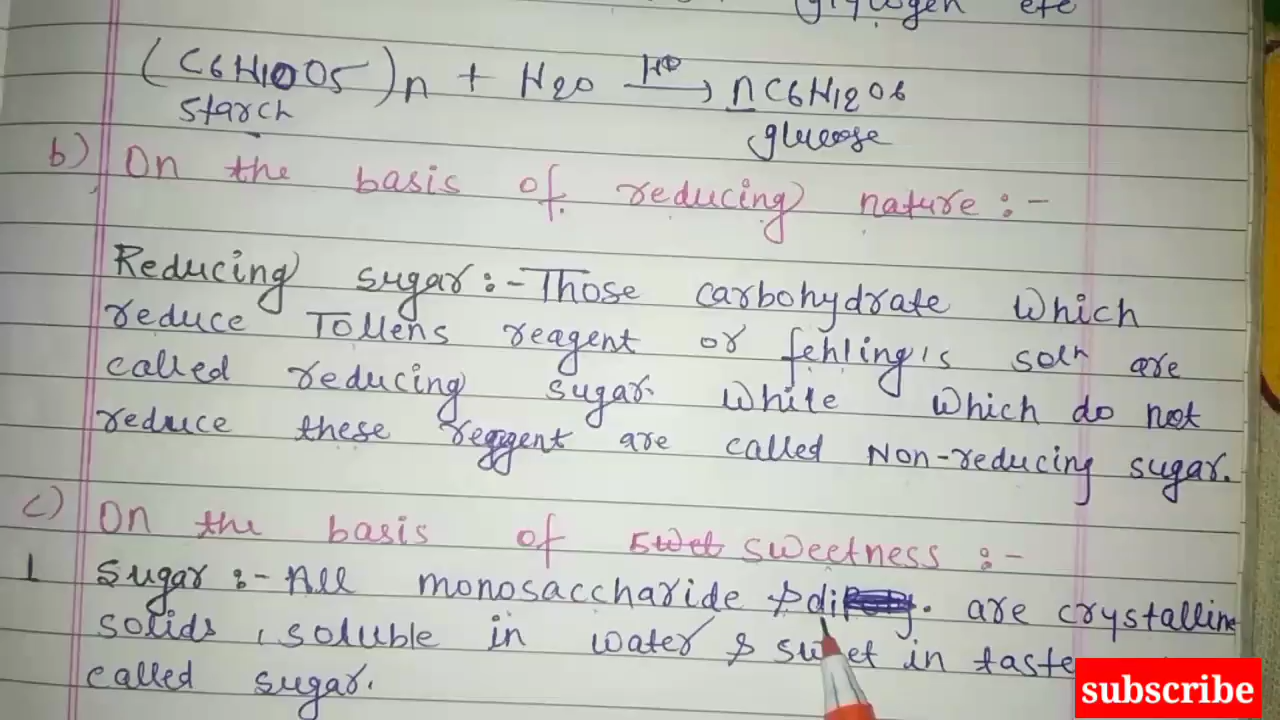 glycogen etc
(C6H10O5)n + H2O H⊕→ nC6H12O6
starch glucose
b) On the basis of reducing nature :-
Reducing sugar :- Those carbohydrate which
reduce Tollens reagent or fehling's soln are
called reducing sugar. While which do not
reduce these reagent are called Non-reducing sugar.
c) On the basis of swet sweetness :-
1 Sugar :- All monosaccharide & di . are crystalline
solids, soluble in water & sweet in taste
called sugar.
subscribe